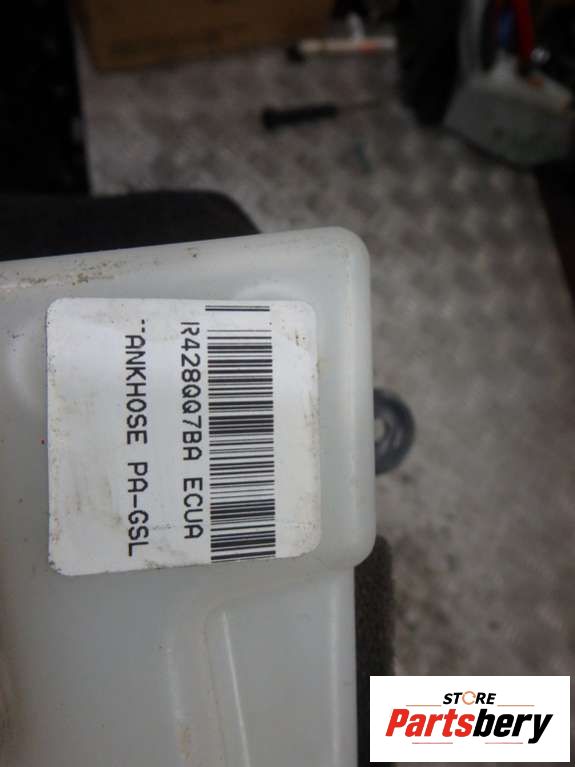 R428QQ7BA ECUA
ANKHOSE PA-GSL
STORE
Partsbery